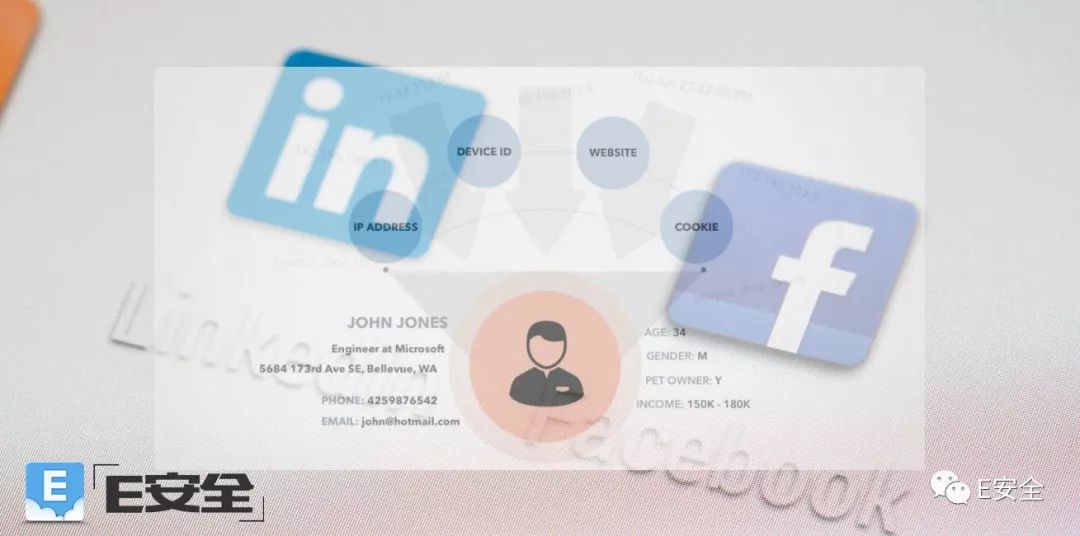 in
DEVICE ID
WEBSITE
IP ADDRESS
COOKIE
f
JOHN JONES
Engineer at Microsoft
5684 173rd Ave SE, Bellevue, WA
PHONE: 4259876542
EMAIL: john@hotmail.com
AGE: 34
GENDER: M
PET OWNER: Y
INCOME: 150K - 180K
Facebook
E
E安全
E安全